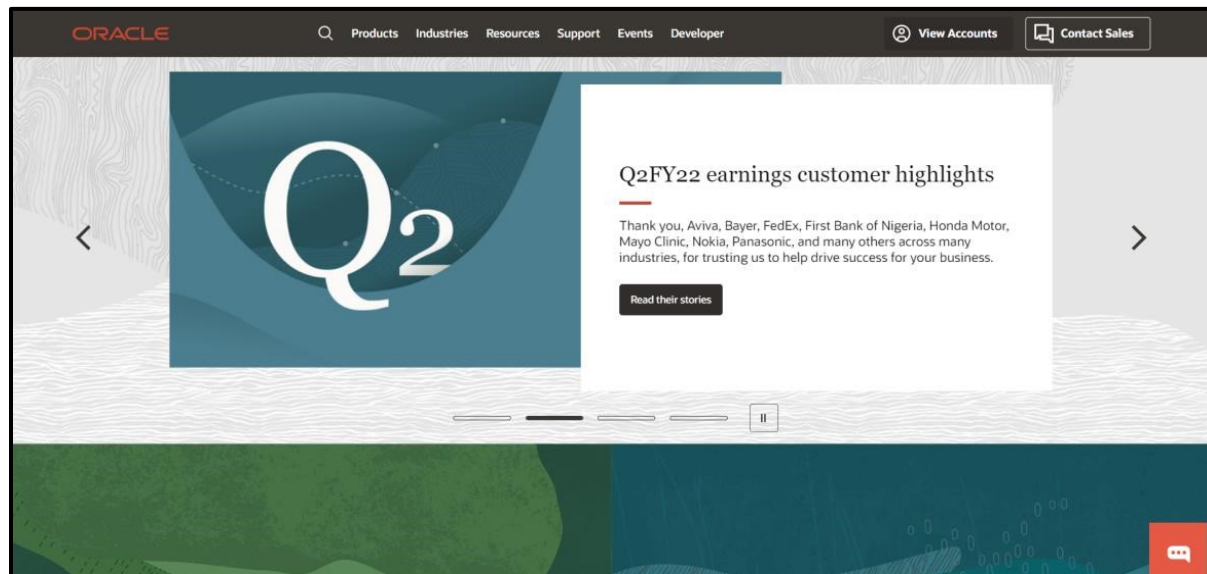 ORACLE
Products Industries Resources Support Events Developer
View Accounts
Contact Sales
Q2
Q2FY22 earnings customer highlights
Thank you, Aviva, Bayer, FedEx, First Bank of Nigeria, Honda Motor,
Mayo Clinic, Nokia, Panasonic, and many others across many
industries, for trusting us to help drive success for your business.
Read their stories